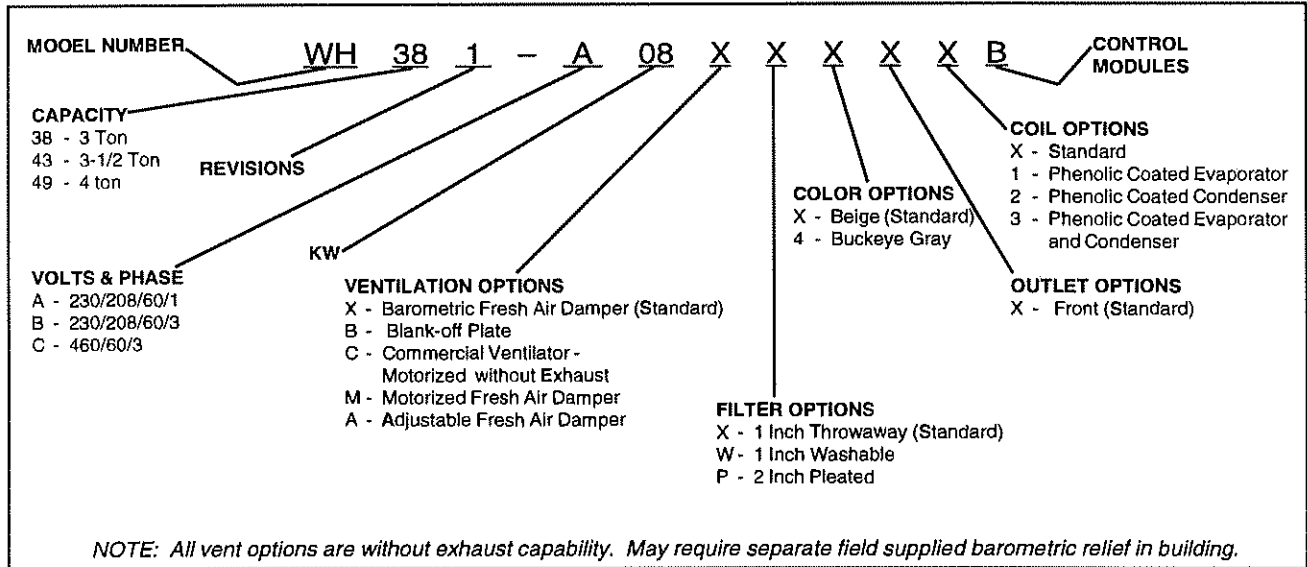 MOOEL NUMBER
WH 38 1 – A 08 X X X X X B
CONTROL
MODULES
CAPACITY
38 - 3 Ton
43 - 3-1/2 Ton
49 - 4 ton
REVISIONS
COIL OPTIONS
X - Standard
1 - Phenolic Coated Evaporator
2 - Phenolic Coated Condenser
3 - Phenolic Coated Evaporator
and Condenser
COLOR OPTIONS
X - Beige (Standard)
4 - Buckeye Gray
KW
VOLTS & PHASE
A - 230/208/60/1
B - 230/208/60/3
C - 460/60/3
VENTILATION OPTIONS
X - Barometric Fresh Air Damper (Standard)
B - Blank-off Plate
C - Commercial Ventilator -
Motorized without Exhaust
M - Motorized Fresh Air Damper
A - Adjustable Fresh Air Damper
OUTLET OPTIONS
X - Front (Standard)
FILTER OPTIONS
X - 1 Inch Throwaway (Standard)
W - 1 Inch Washable
P - 2 Inch Pleated
NOTE: All vent options are without exhaust capability. May require separate field supplied barometric relief in building.